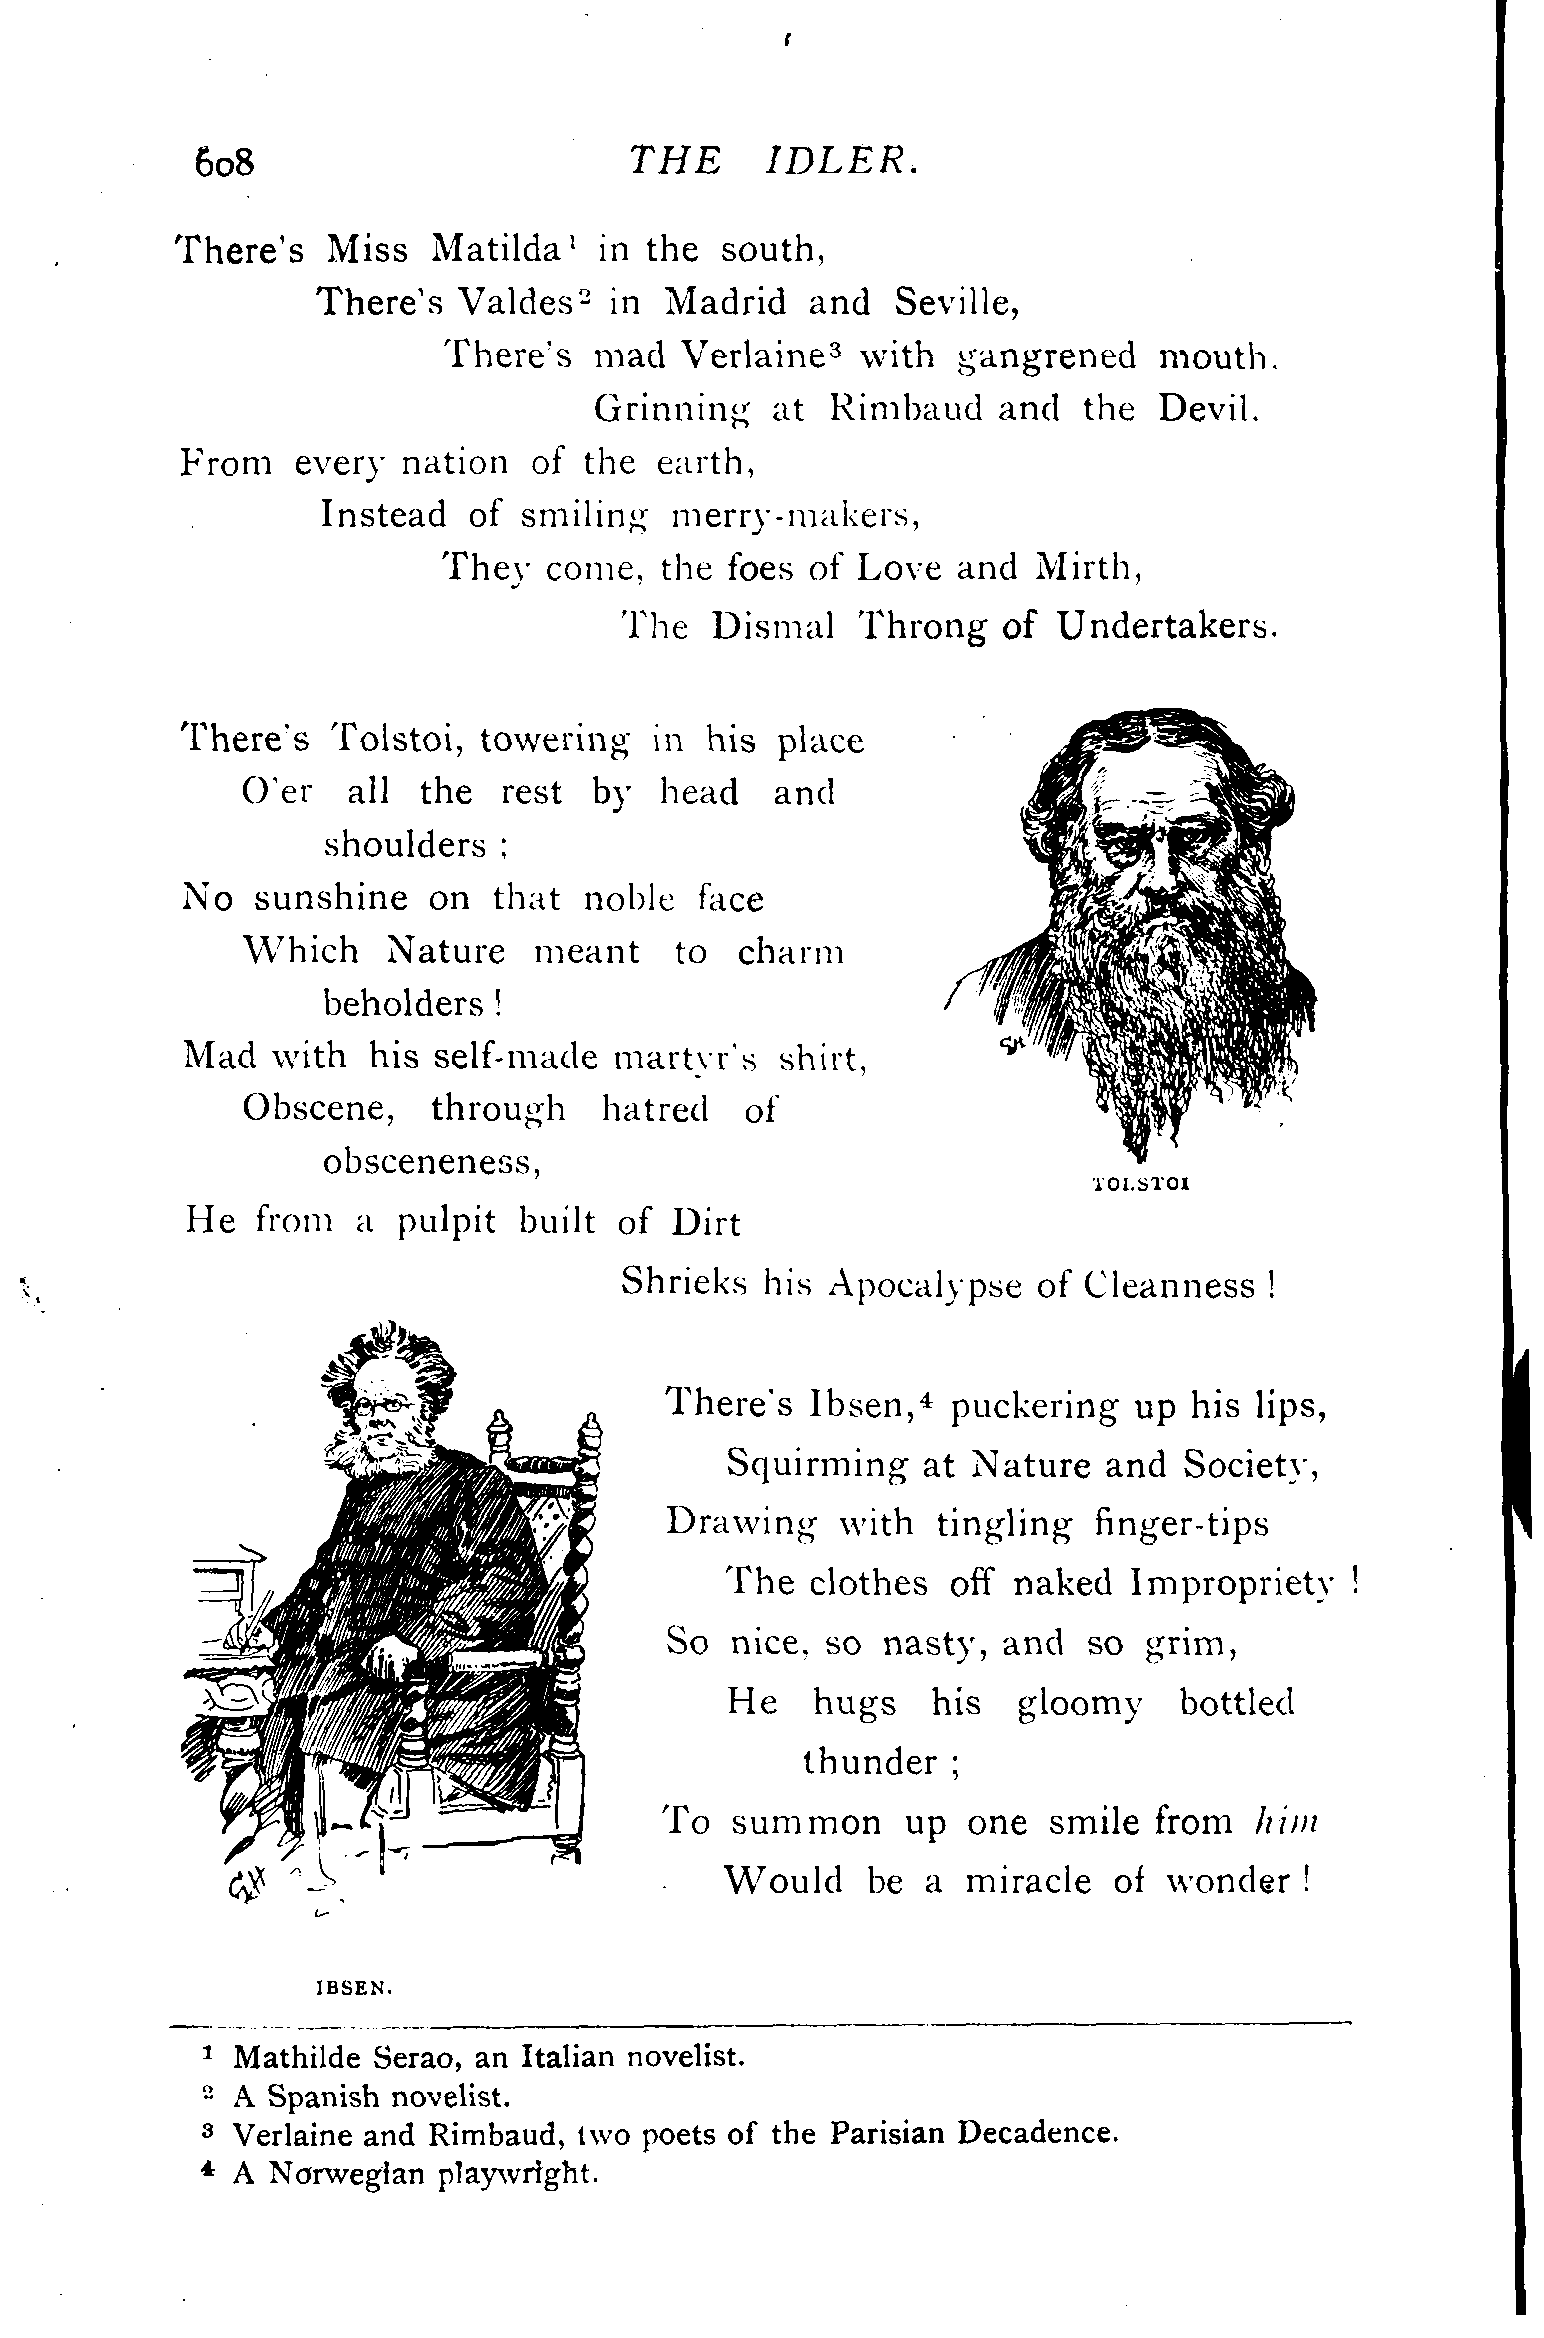 608 THE IDLER.
There's Miss Matilda¹ in the south,
There's Valdes² in Madrid and Seville,
There's mad Verlaine³ with gangrened mouth.
Grinning at Rimbaud and the Devil.
From every nation of the earth,
Instead of smiling merry-makers,
They come, the foes of Love and Mirth,
The Dismal Throng of Undertakers.
There's Tolstoi, towering in his place
O'er all the rest by head and
shoulders ;
No sunshine on that noble face
Which Nature meant to charm
beholders !
Mad with his self-made martyr's shirt,
Obscene, through hatred of
obsceneness,
He from a pulpit built of Dirt
Shrieks his Apocalypse of Cleanness !
GH
TOLSTOI
There's Ibsen,⁴ puckering up his lips,
Squirming at Nature and Society,
Drawing with tingling finger-tips
The clothes off naked Impropriety !
So nice, so nasty, and so grim,
He hugs his gloomy bottled
thunder ;
To summon up one smile from him
Would be a miracle of wonder !
GH
IBSEN.
¹ Mathilde Serao, an Italian novelist.
² A Spanish novelist.
³ Verlaine and Rimbaud, two poets of the Parisian Decadence.
⁴ A Norwegian playwright.